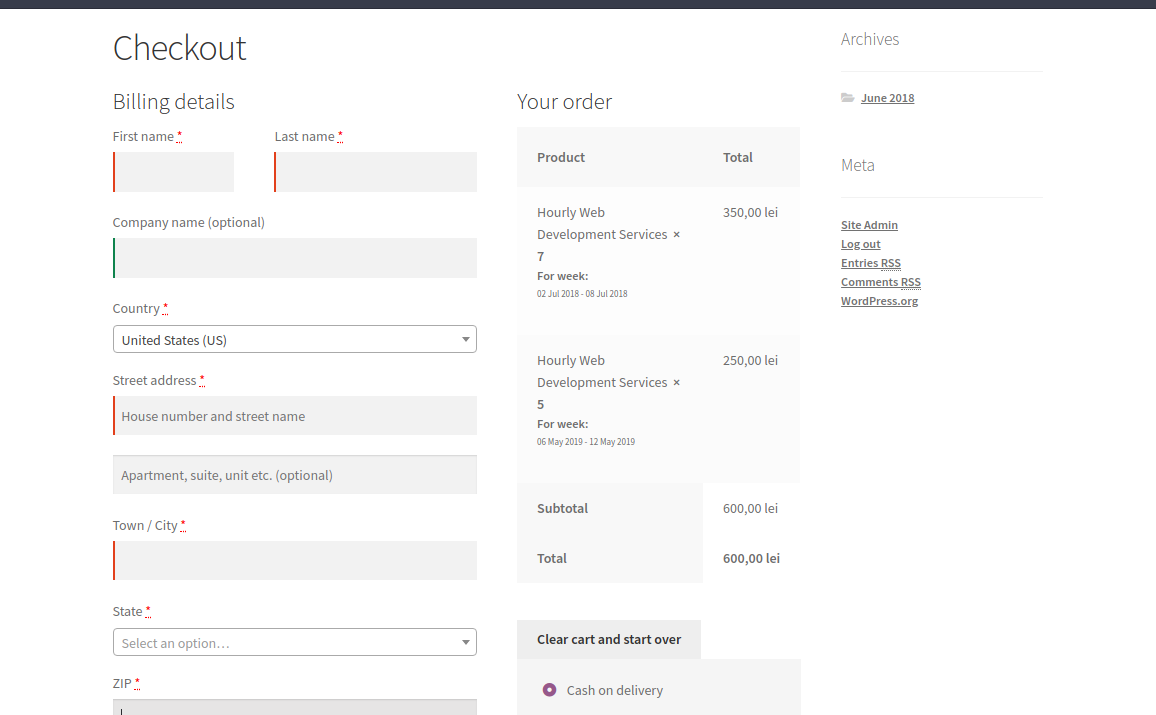 Checkout
Billing details
First name *
Last name *
Company name (optional)
Country *
United States (US)
Street address *
House number and street name
Apartment, suite, unit etc. (optional)
Town / City *
State *
Select an option…
ZIP *
Your order
Product
Total
Hourly Web
Development Services ×
7
350,00 lei
For week:
02 Jul 2018 - 08 Jul 2018
Hourly Web
Development Services ×
5
250,00 lei
For week:
06 May 2019 - 12 May 2019
Subtotal
600,00 lei
Total
600,00 lei
Clear cart and start over
Cash on delivery
Archives
June 2018
Meta
Site Admin
Log out
Entries RSS
Comments RSS
WordPress.org